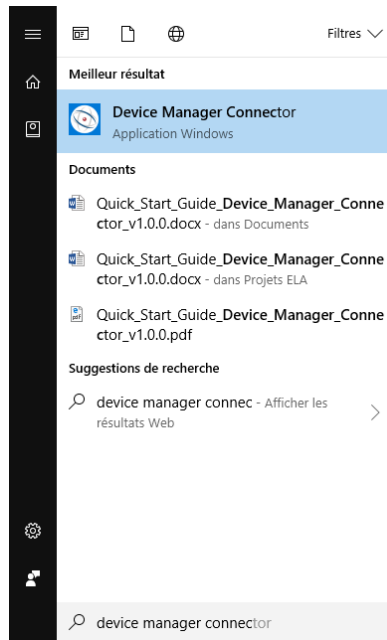 Filtres
Meilleur résultat
Device Manager Connector
Application Windows
Documents
Quick_Start_Guide_Device_Manager_Conne
ctor_v1.0.0.docx - dans Documents
Quick_Start_Guide_Device_Manager_Conne
ctor_v1.0.0.docx - dans Projets ELA
Quick_Start_Guide_Device_Manager_Conne
ctor_v1.0.0.pdf
Suggestions de recherche
device manager connec - Afficher les
résultats Web
device manager connector